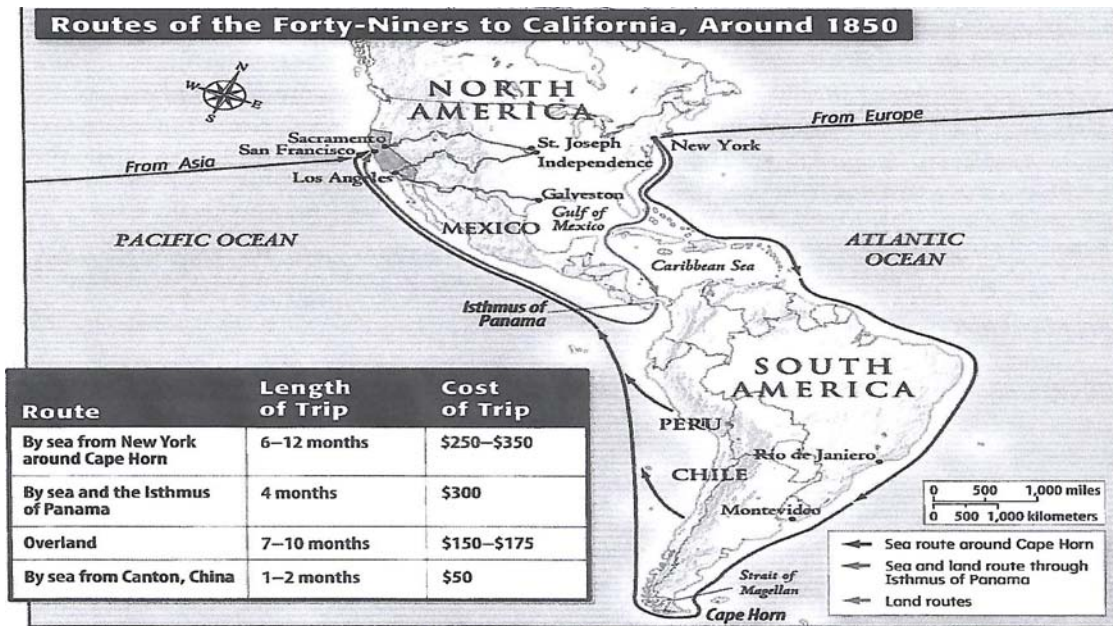 Routes of the Forty-Niners to California, Around 1850
N
W
E
S
NORTH
AMERICA
From Europe
Sacramento
San Francisco
St. Joseph
Independence
New York
From Asia
Los Angeles
Galveston
Gulf of
Mexico
MEXICO
PACIFIC OCEAN
ATLANTIC
OCEAN
Caribbean Sea
Isthmus of
Panama
SOUTH
AMERICA
PERU
Rio de Janiero
CHILE
Montevideo
Strait of
Magellan
Cape Horn
Route Length of Trip Cost of Trip
By sea from New York around Cape Horn 6–12 months $250–$350
By sea and the Isthmus of Panama 4 months $300
Overland 7–10 months $150–$175
By sea from Canton, China 1–2 months $50
0 500 1,000 miles
0 500 1,000 kilometers
Sea route around Cape Horn
Sea and land route through
Isthmus of Panama
Land routes